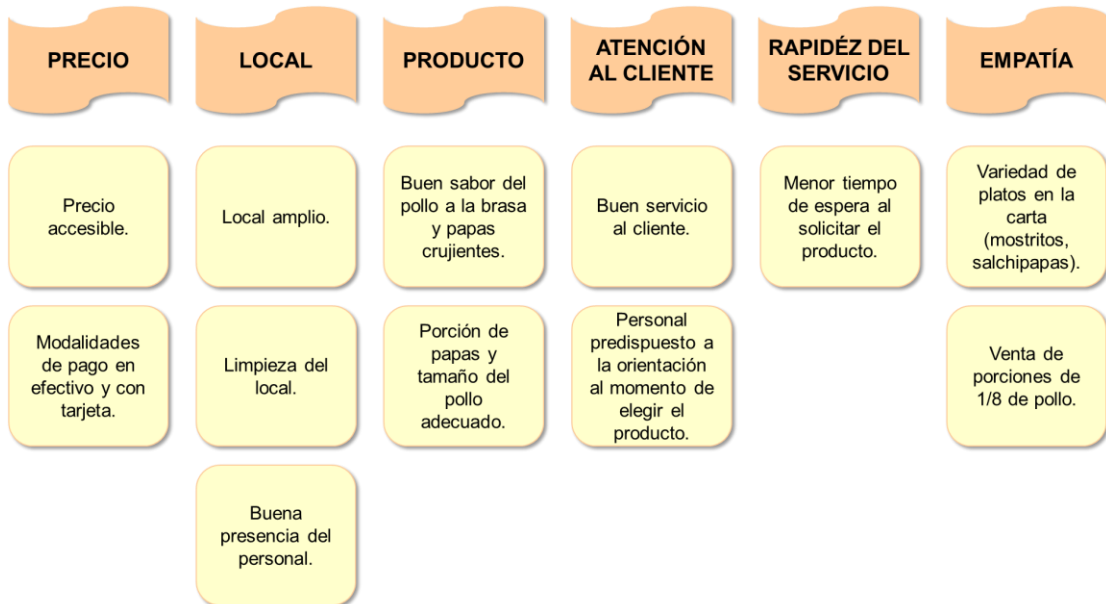 PRECIO
LOCAL
PRODUCTO
ATENCIÓN
AL CLIENTE
RAPIDÉZ DEL
SERVICIO
EMPATÍA
Precio
accesible.
Local amplio.
Buen sabor del
pollo a la brasa
y papas
crujientes.
Buen servicio
al cliente.
Menor tiempo
de espera al
solicitar el
producto.
Variedad de
platos en la
carta
(mostritos,
salchipapas).
Modalidades
de pago en
efectivo y con
tarjeta.
Limpieza del
local.
Porción de
papas y
tamaño del
pollo
adecuado.
Personal
predispuesto a
la orientación
al momento de
elegir el
producto.
Venta de
porciones de
1/8 de pollo.
Buena
presencia del
personal.